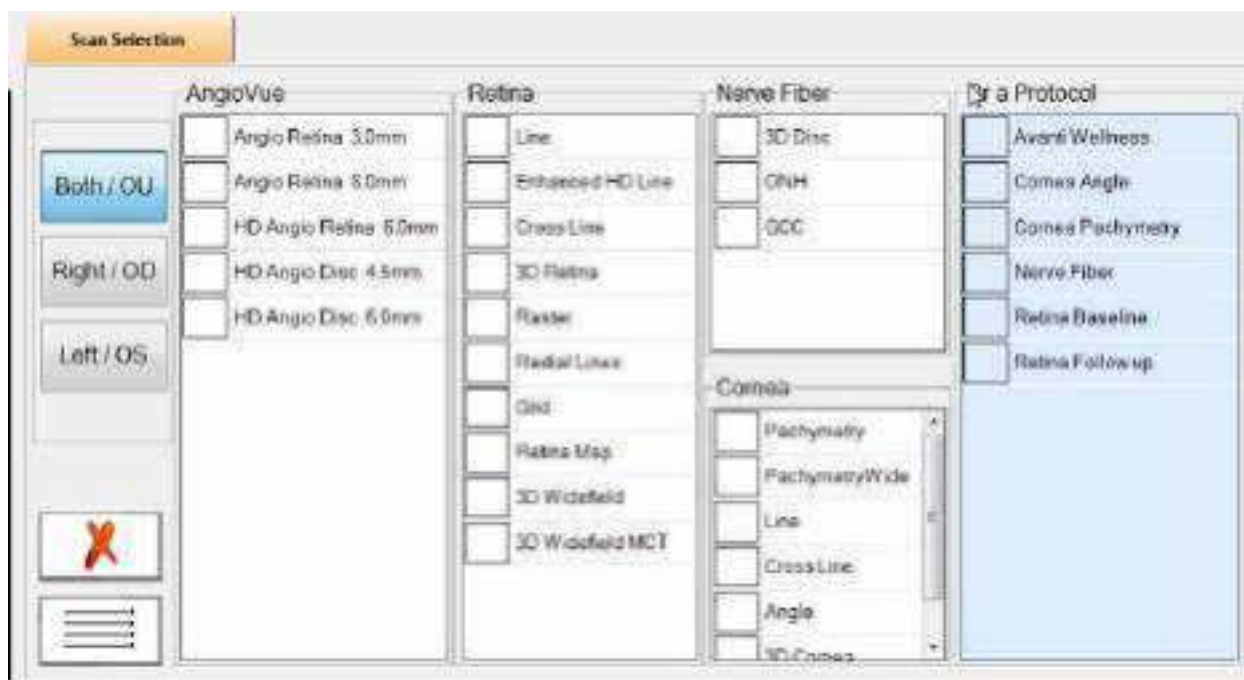 Scan Selection
Both / OU
Right / OD
Left / OS
AngioVue
Angio Retina 3.0mm
Angio Retina 6.0mm
HD Angio Retina 6.0mm
HD Angio Disc 4.5mm
HD Angio Disc 6.0mm
Retina
Line
Enhanced HD Line
Cross Line
3D Retina
Raster
Radial Lines
Grid
Retina Map
3D Widefield
3D Widefield MCT
Nerve Fiber
3D Disc
ONH
GCC
Cornea
Pachymetry
PachymetryWide
Line
Cross Line
Angle
3D Cornea
a Protocol
Avanti Wellness
Cornea Angle
Cornea Pachymetry
Nerve Fiber
Retina Baseline
Retina Follow up